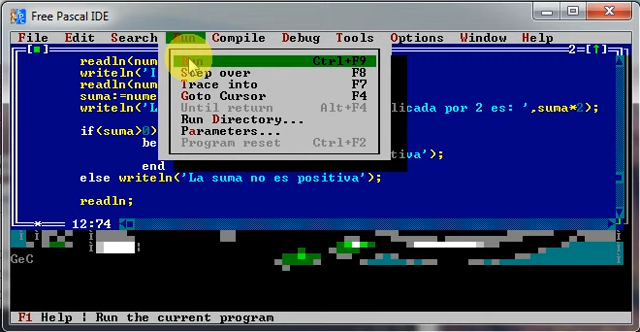 Free Pascal IDE
File Edit Search Run Compile Debug Tools Options Window Help
2=[↑]
readln(num
Run Ctrl+F9
writeln('I
Step over F8
readln(num
Trace into F7
suma:=nume
Goto Cursor F4
writeln('L
Until return Alt+F4
licada por 2 es: ',suma*2);
Run Directory...
if(suma>0)
Parameters...
be
Program reset Ctrl+F2
tiva');
end
else writeln('La suma no es positiva');
readln;
12:74
GeC
F1 Help | Run the current program